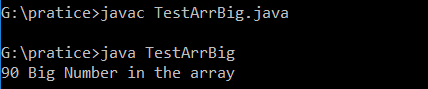 G:\pratice>javac TestArrBig.java
G:\pratice>java TestArrBig
90 Big Number in the array